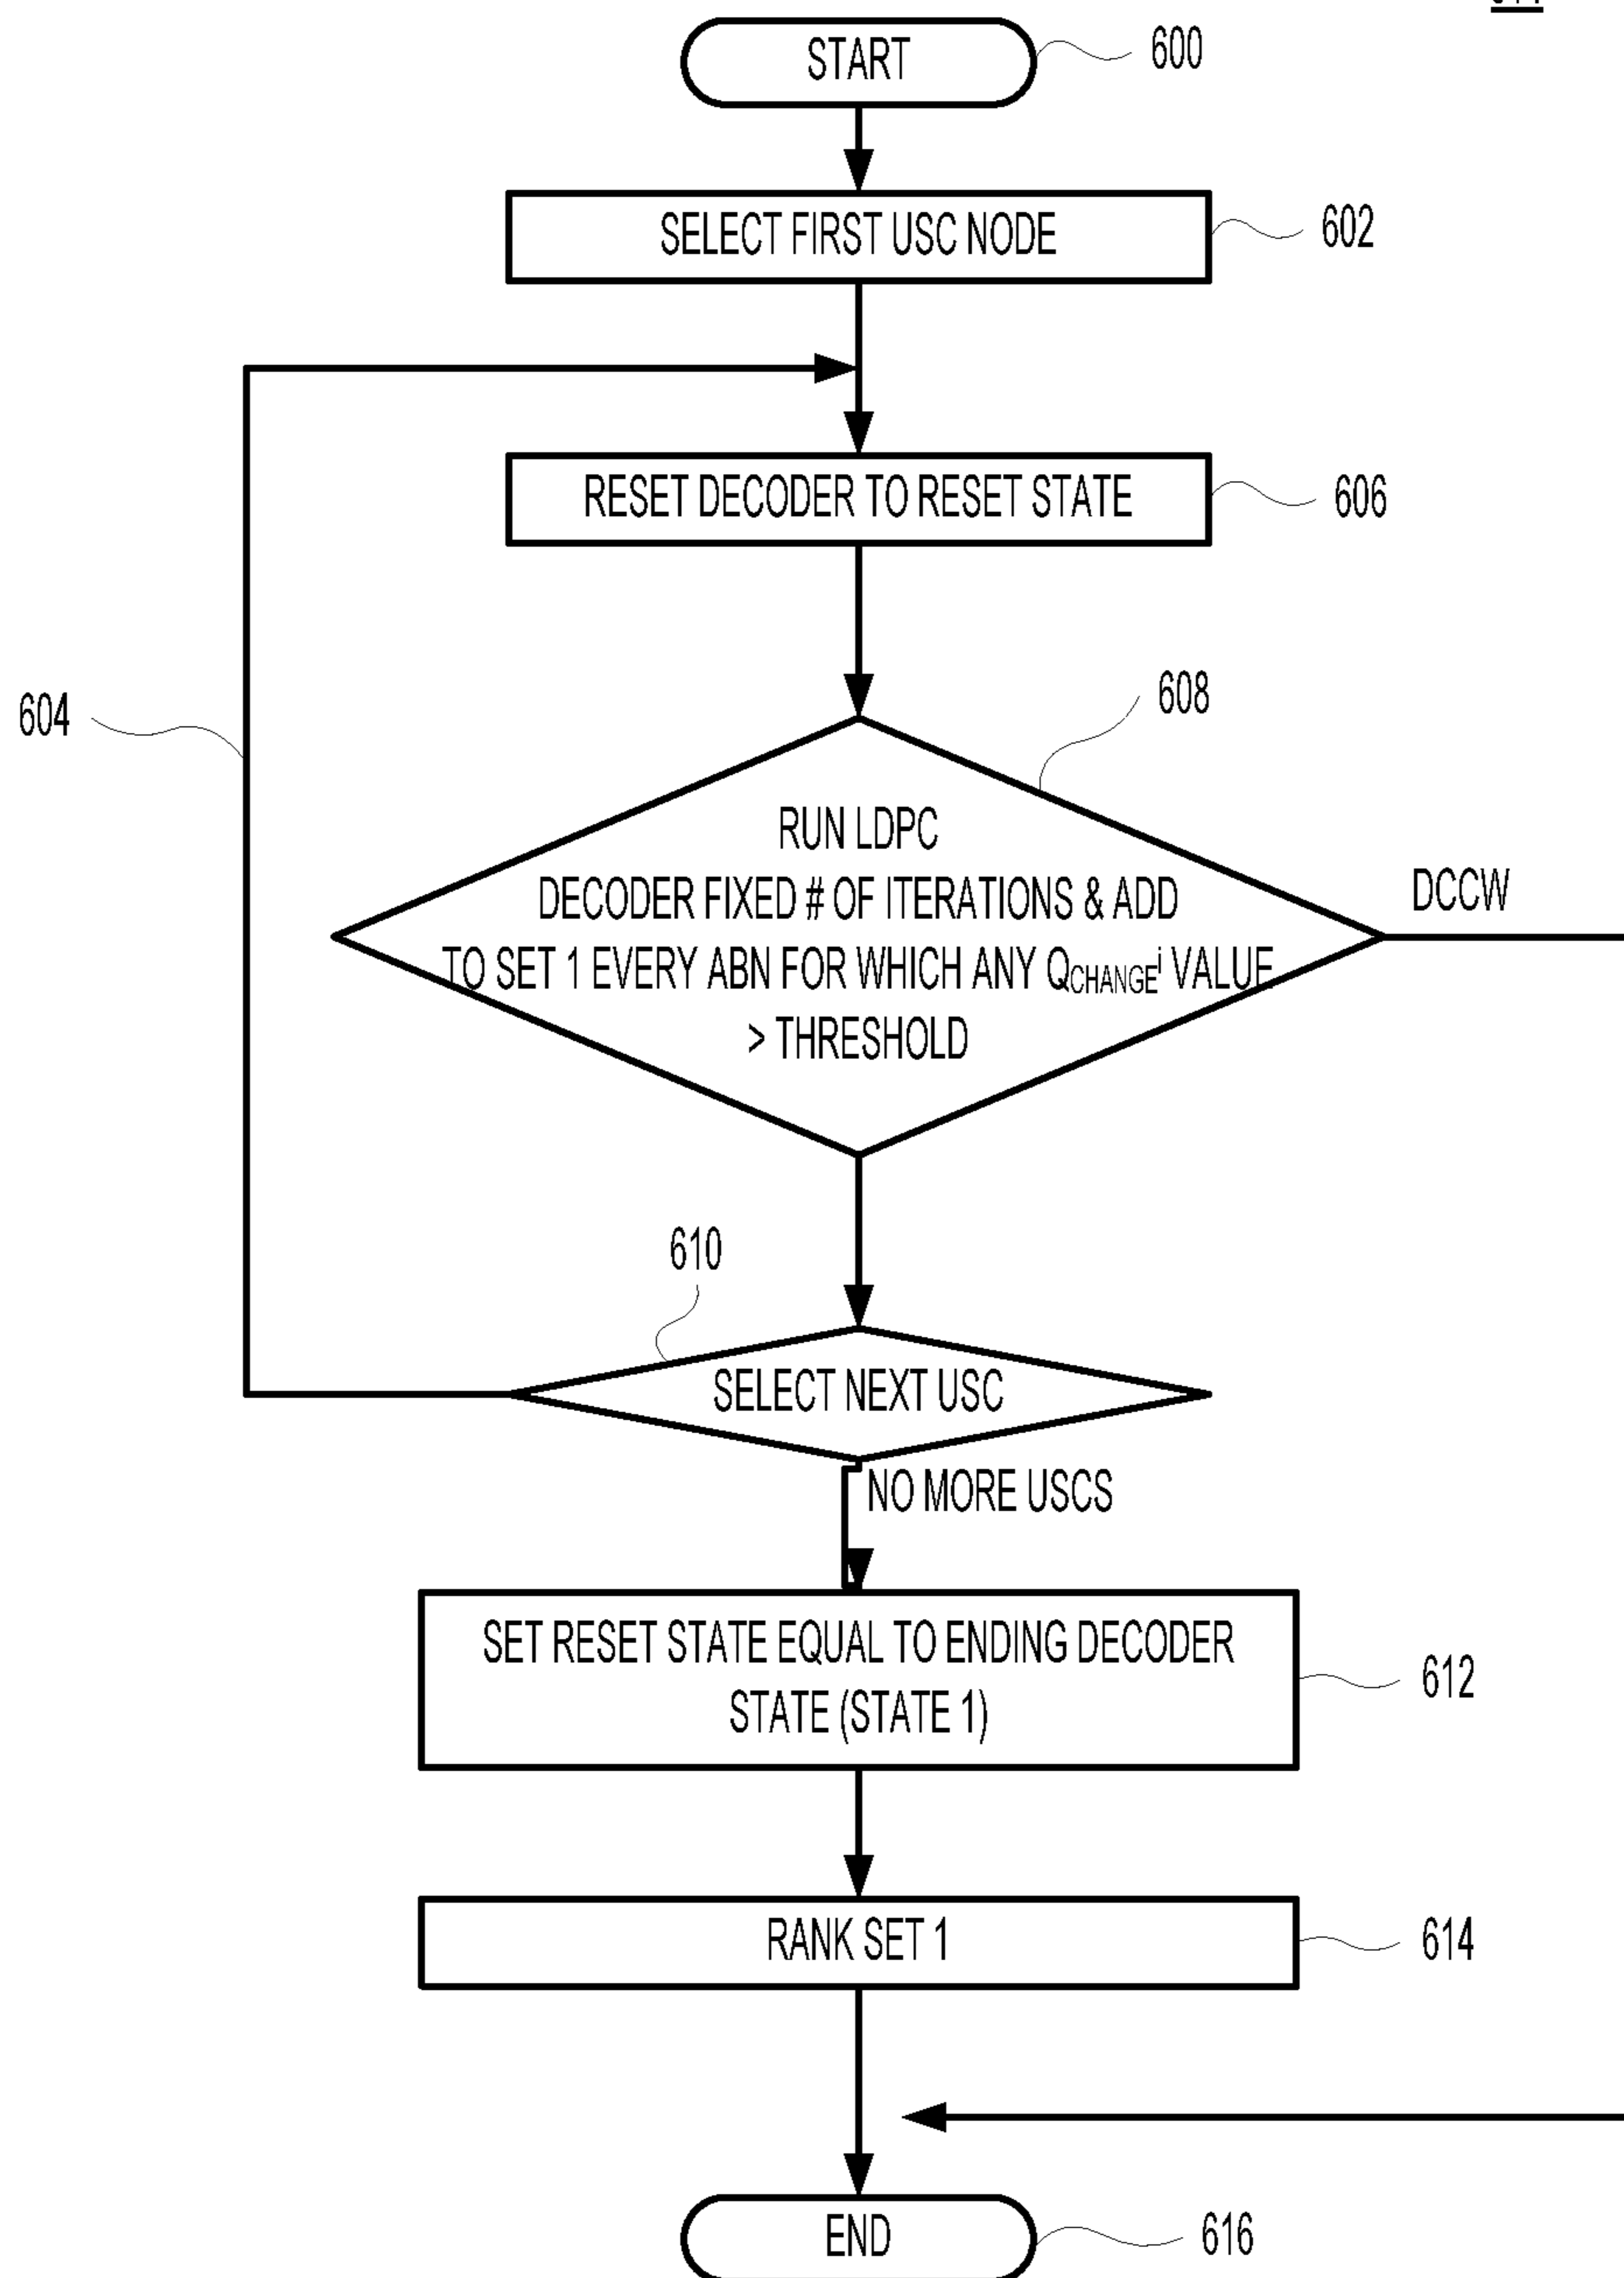 START
600
SELECT FIRST USC NODE
602
RESET DECODER TO RESET STATE
606
604
608
RUN LDPC
DECODER FIXED # OF ITERATIONS & ADD
TO SET 1 EVERY ABN FOR WHICH ANY QCHANGEi VALUE
> THRESHOLD
DCCW
610
SELECT NEXT USC
NO MORE USCS
SET RESET STATE EQUAL TO ENDING DECODER
STATE (STATE 1)
612
RANK SET 1
614
END
616